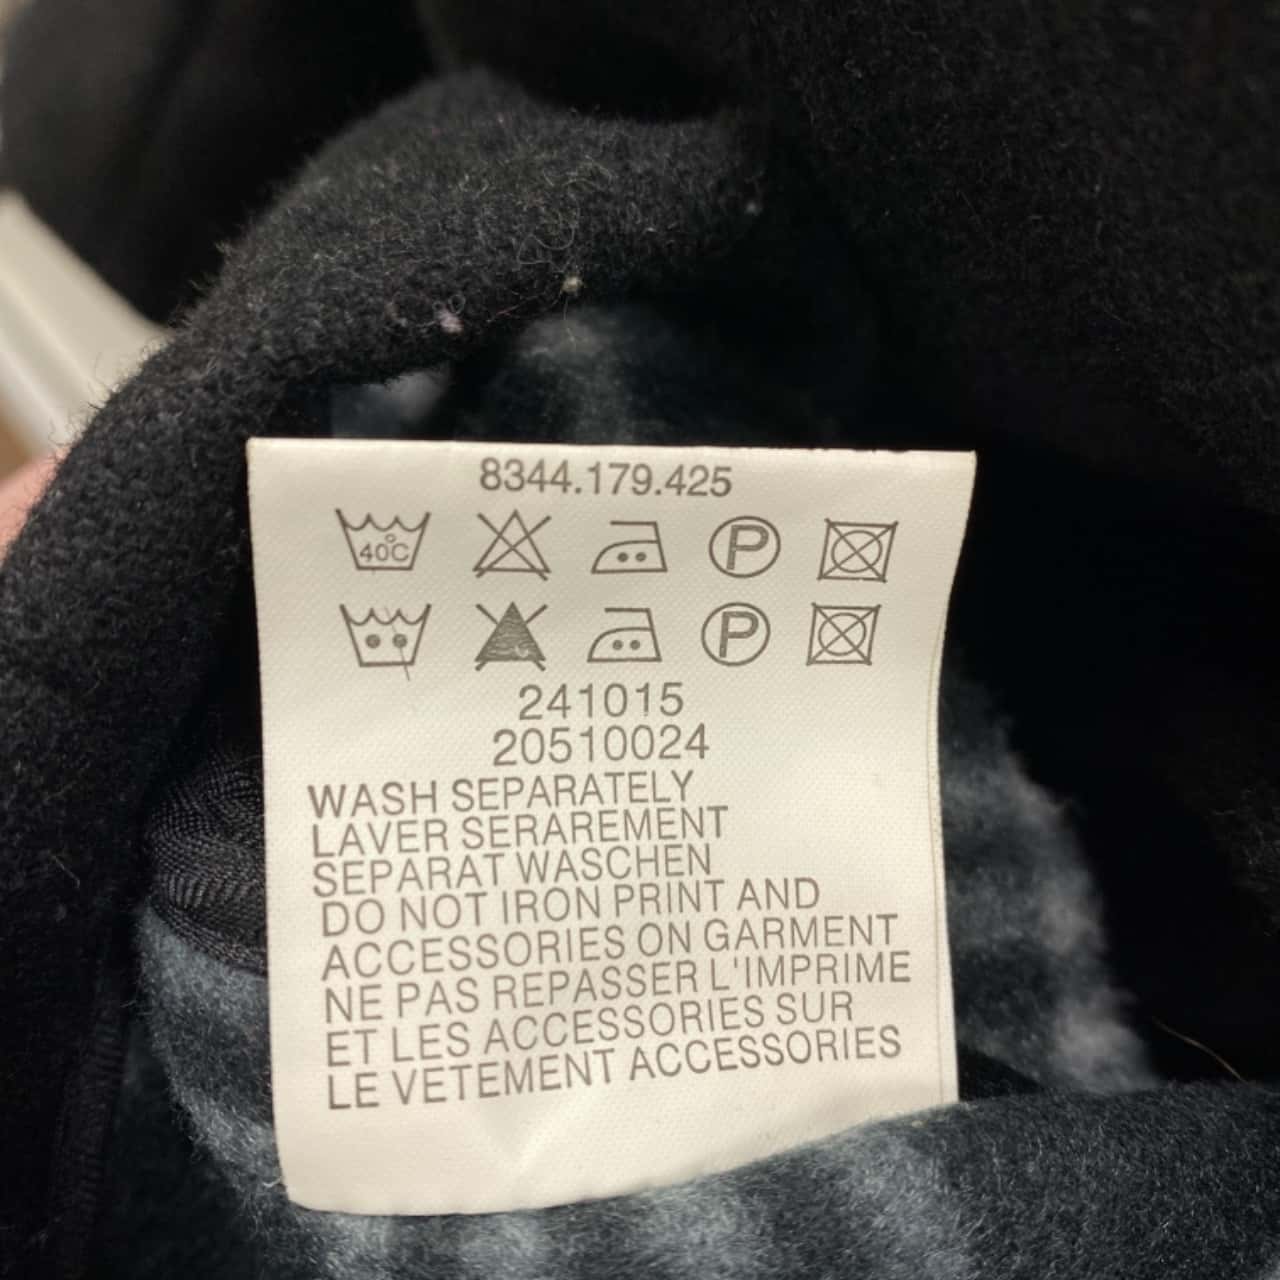 8344.179.425
40°C P
P
241015
20510024
WASH SEPARATELY
LAVER SERAREMENT
SEPARAT WASCHEN
DO NOT IRON PRINT AND
ACCESSORIES ON GARMENT
NE PAS REPASSER L'IMPRIME
ET LES ACCESSORIES SUR
LE VETEMENT ACCESSORIES